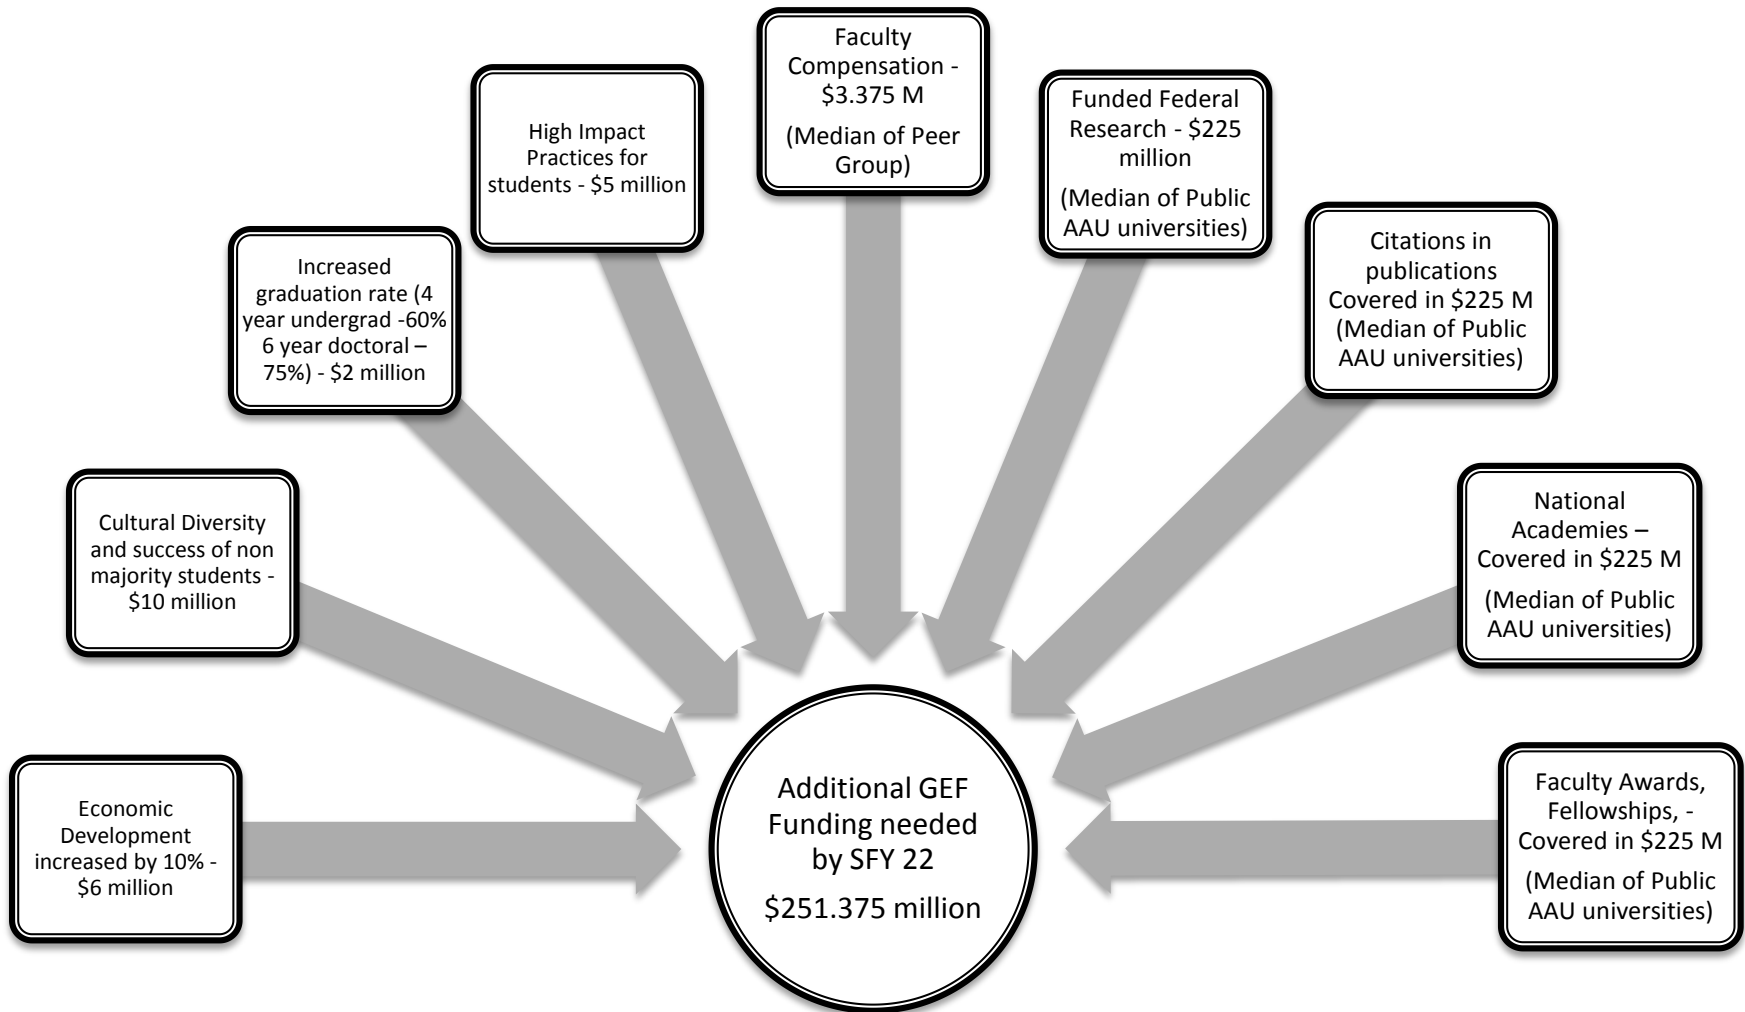 Economic
Development
increased by 10% -
$6 million
Cultural Diversity
and success of non
majority students -
$10 million
Increased
graduation rate (4
year undergrad -60%
6 year doctoral –
75%) - $2 million
High Impact
Practices for
students - $5 million
Faculty
Compensation -
$3.375 M
(Median of Peer
Group)
Funded Federal
Research - $225
million
(Median of Public
AAU universities)
Citations in
publications
Covered in $225 M
(Median of Public
AAU universities)
National
Academies –
Covered in $225 M
(Median of Public
AAU universities)
Faculty Awards,
Fellowships, -
Covered in $225 M
(Median of Public
AAU universities)
Additional GEF
Funding needed
by SFY 22
$251.375 million